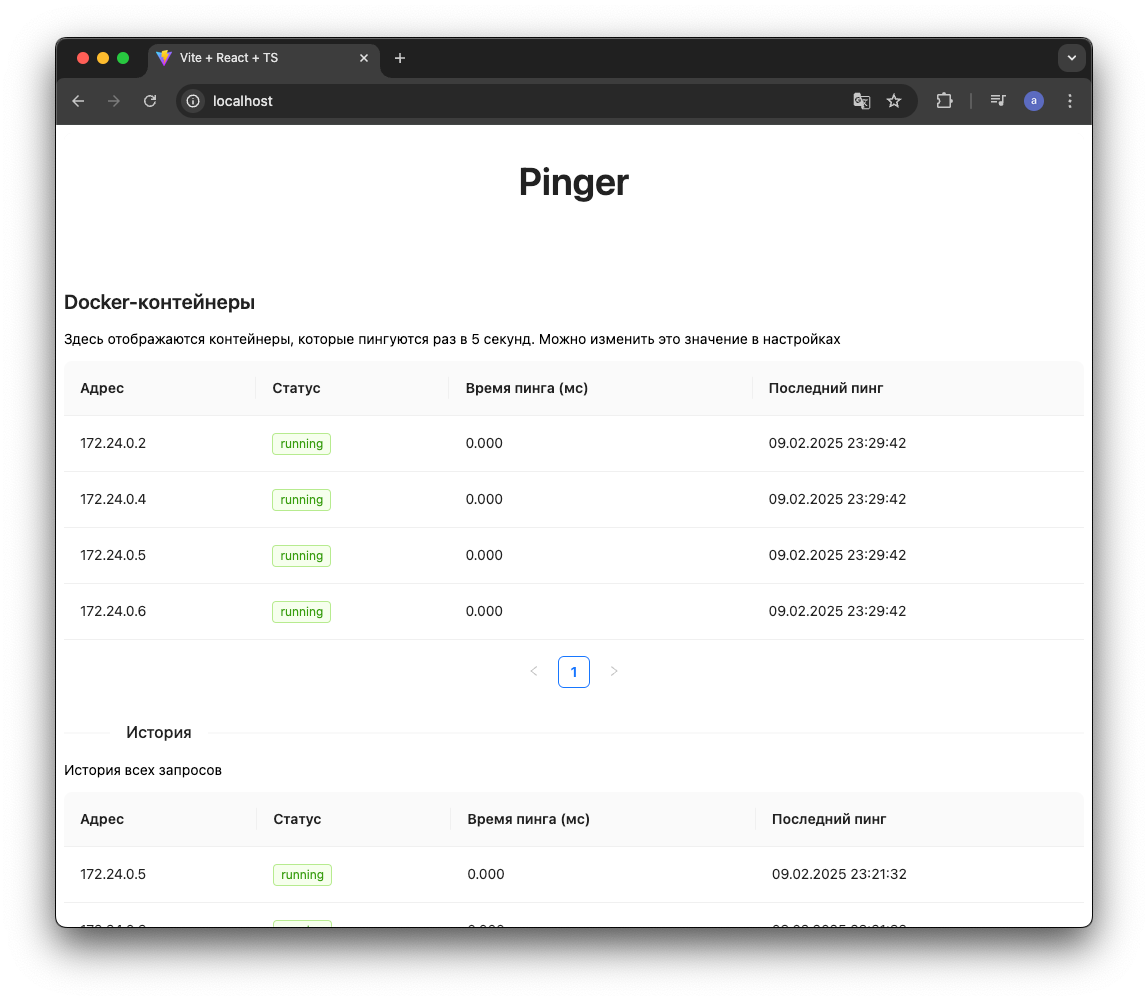 Vite + React + TS
localhost
a
Pinger
Docker-контейнеры
Здесь отображаются контейнеры, которые пингуются раз в 5 секунд. Можно изменить это значение в настройках
Адрес Статус Время пинга (мс) Последний пинг
172.24.0.2 running 0.000 09.02.2025 23:29:42
172.24.0.4 running 0.000 09.02.2025 23:29:42
172.24.0.5 running 0.000 09.02.2025 23:29:42
172.24.0.6 running 0.000 09.02.2025 23:29:42
1
История
История всех запросов
Адрес Статус Время пинга (мс) Последний пинг
172.24.0.5 running 0.000 09.02.2025 23:21:32